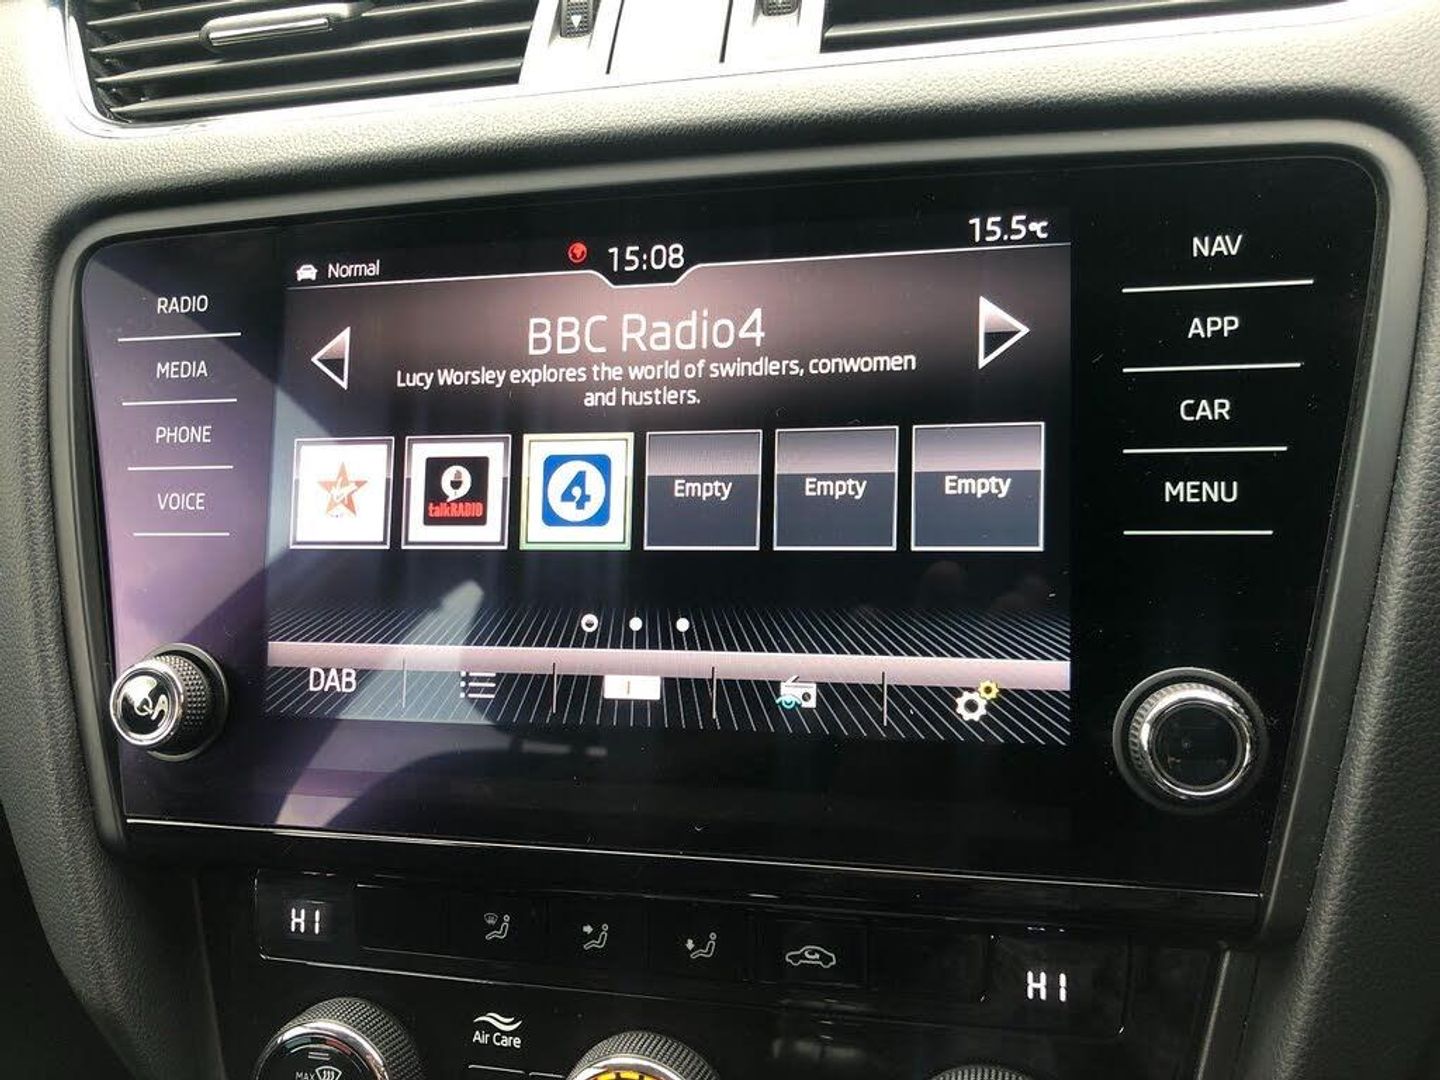 15.5°C
Normal
15:08
NAV
RADIO
BBC Radio4
APP
Lucy Worsley explores the world of swindlers, conwomen
and hustlers.
MEDIA
CAR
PHONE
talkRADIO
4
Empty
Empty
Empty
MENU
VOICE
DAB
HI
HI
Air Care
MAX